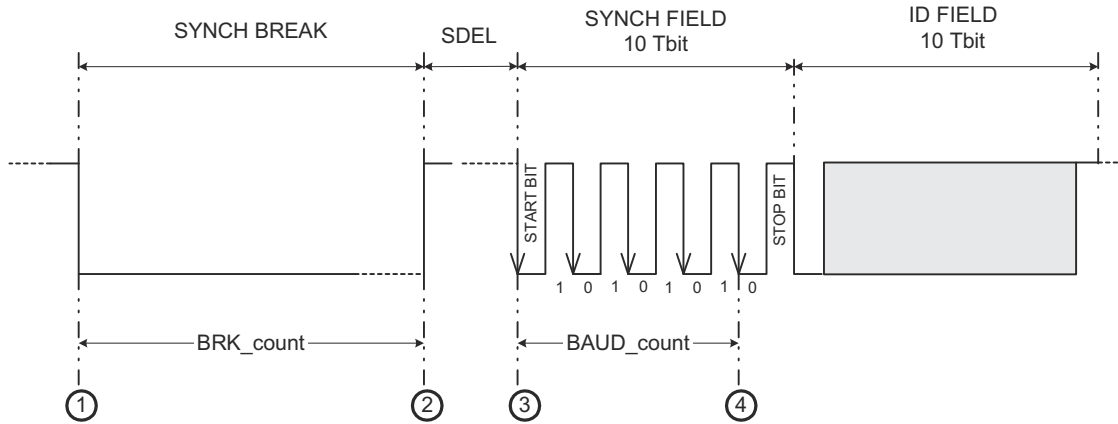 SYNCH BREAK
SDEL
SYNCH FIELD
10 Tbit
ID FIELD
10 Tbit
START BIT
STOP BIT
1 0 1 0 1 0 1 0
BRK_count
BAUD_count
1
2
3
4